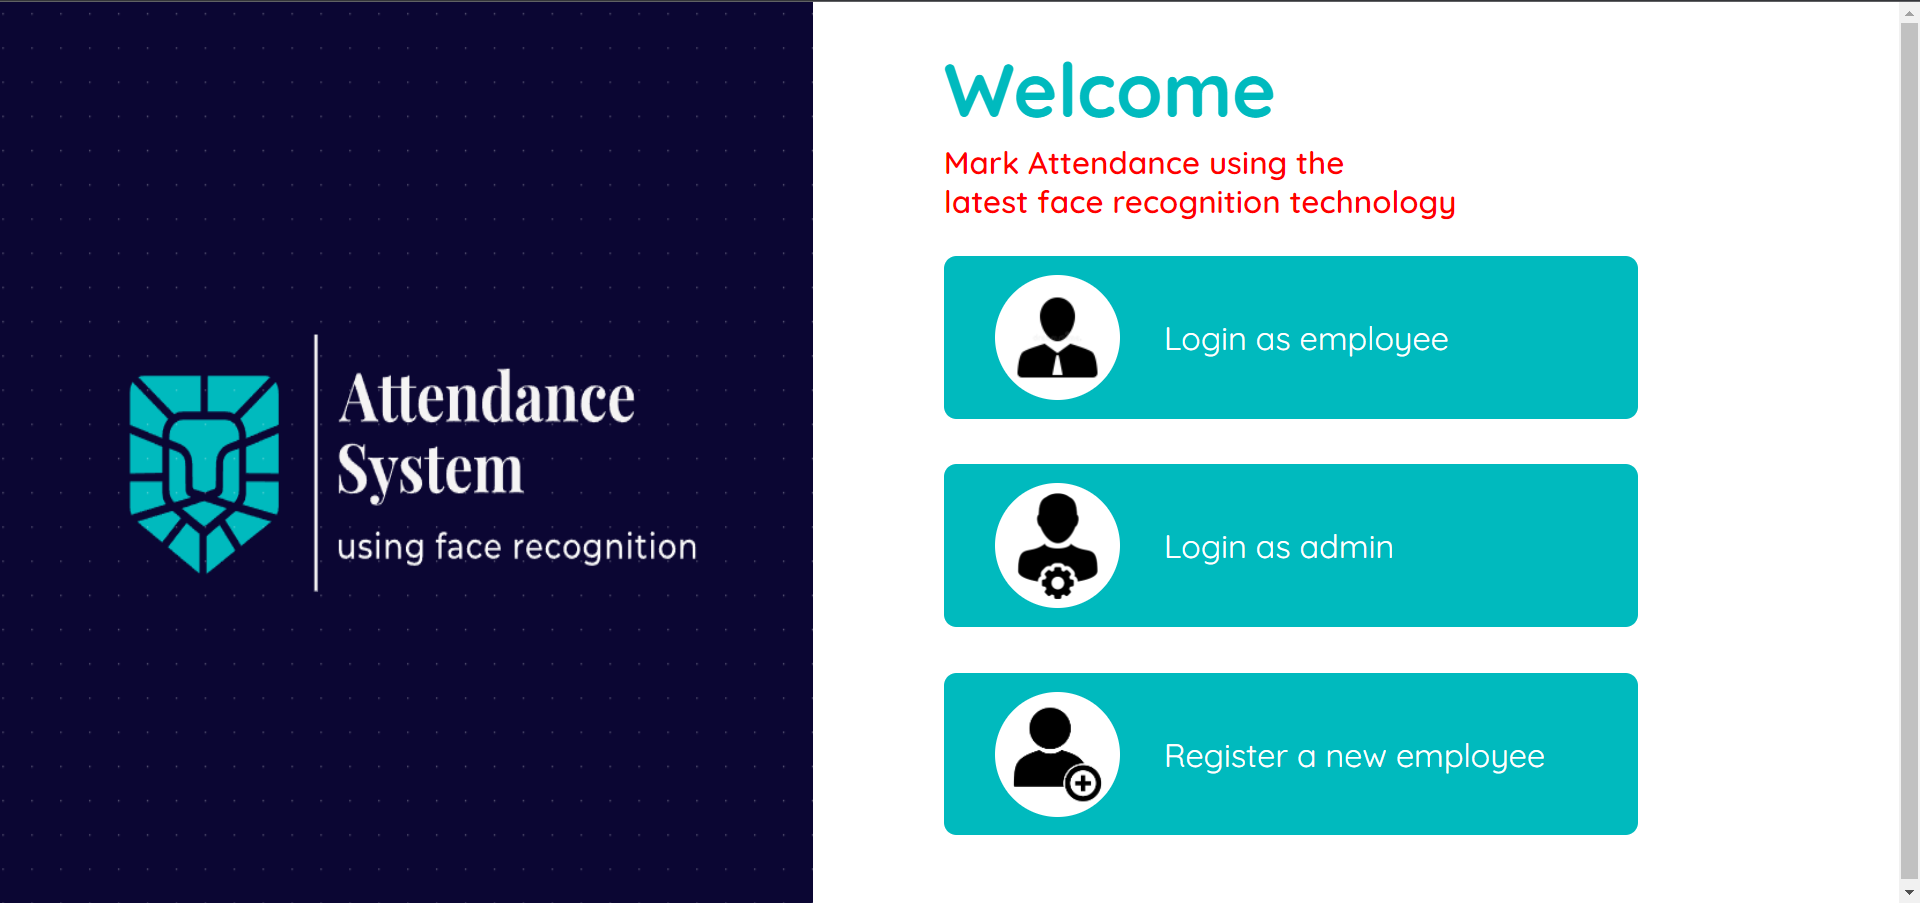 Attendance
System
using face recognition
Welcome
Mark Attendance using the
latest face recognition technology
Login as employee
Login as admin
Register a new employee